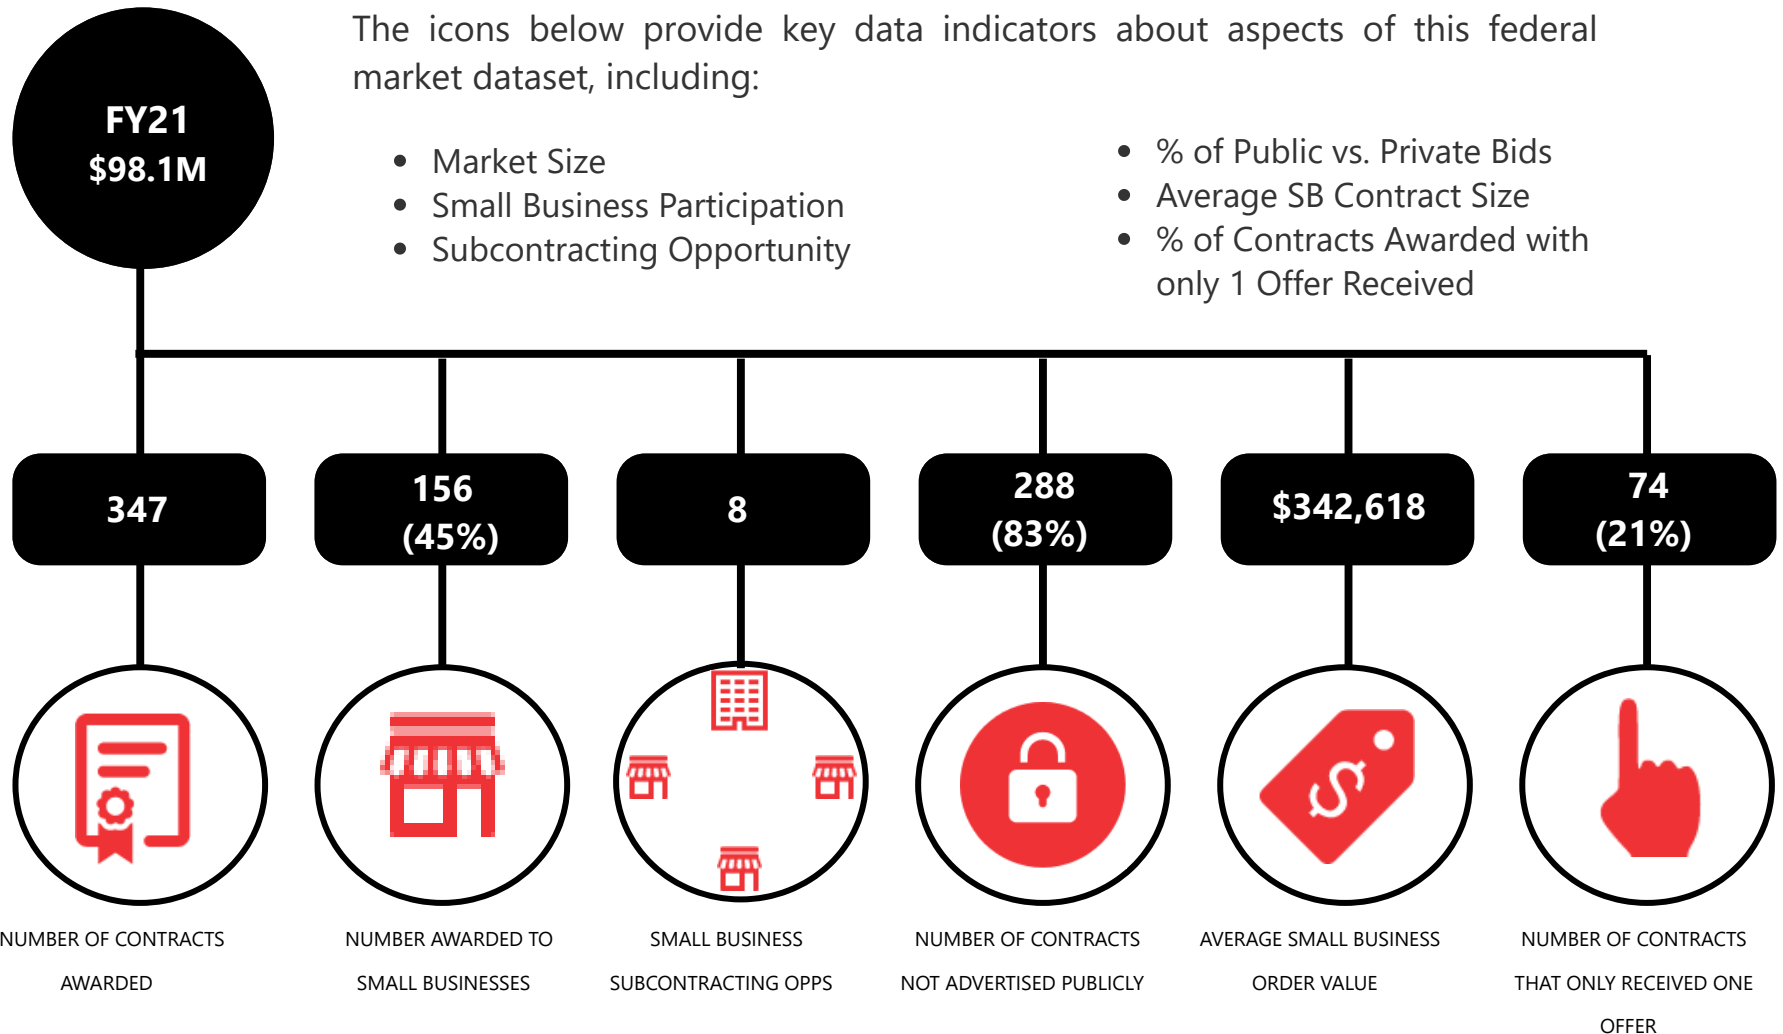 FY21
$98.1M
The icons below provide key data indicators about aspects of this federal
market dataset, including:
• Market Size
• Small Business Participation
• Subcontracting Opportunity
• % of Public vs. Private Bids
• Average SB Contract Size
• % of Contracts Awarded with
only 1 Offer Received
347
156
(45%)
8
288
(83%)
$342,618
74
(21%)
$
NUMBER OF CONTRACTS
AWARDED
NUMBER AWARDED TO
SMALL BUSINESSES
SMALL BUSINESS
SUBCONTRACTING OPPS
NUMBER OF CONTRACTS
NOT ADVERTISED PUBLICLY
AVERAGE SMALL BUSINESS
ORDER VALUE
NUMBER OF CONTRACTS
THAT ONLY RECEIVED ONE
OFFER